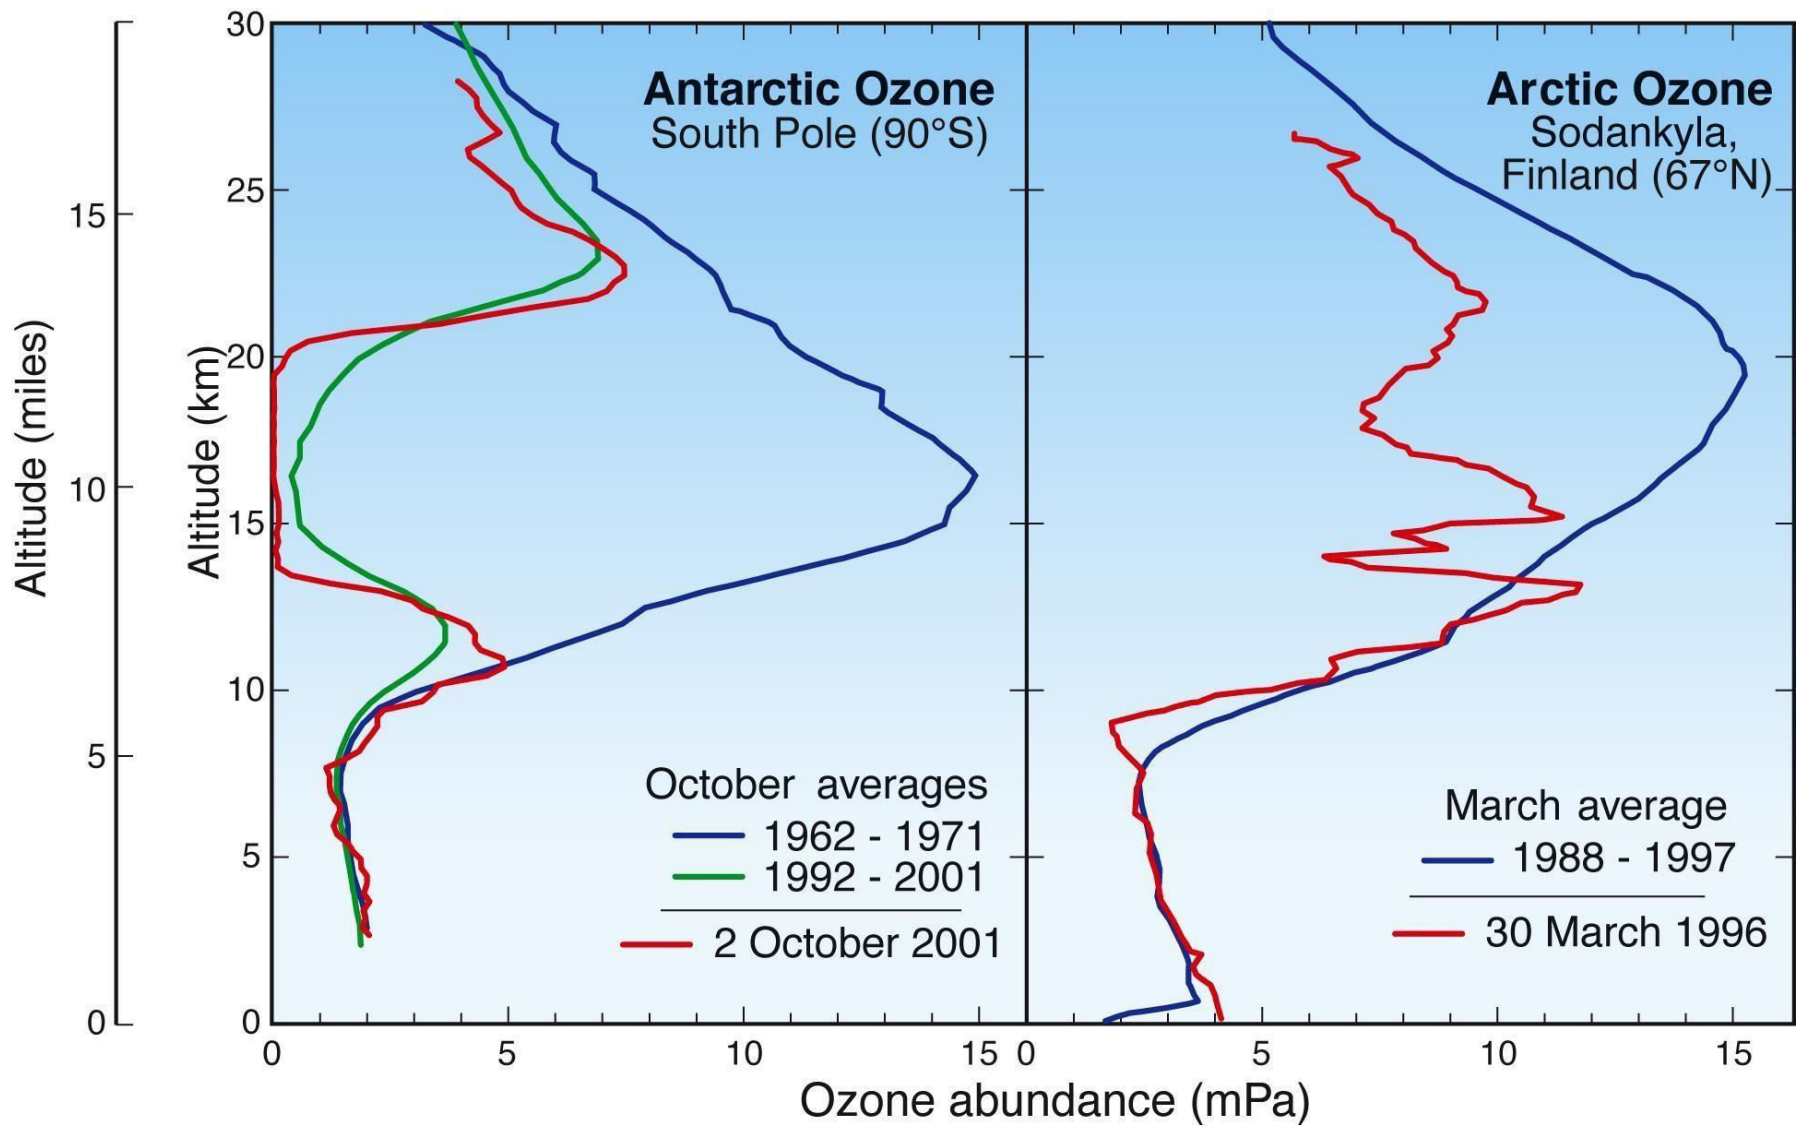 Antarctic Ozone
South Pole (90°S)
Arctic Ozone
Sodankyla,
Finland (67°N)
Altitude (miles)
15
10
5
0
Altitude (km)
30
25
20
15
10
5
0
October averages
1962 - 1971
1992 - 2001
2 October 2001
March average
1988 - 1997
30 March 1996
0 5 10 15 0 5 10 15
Ozone abundance (mPa)